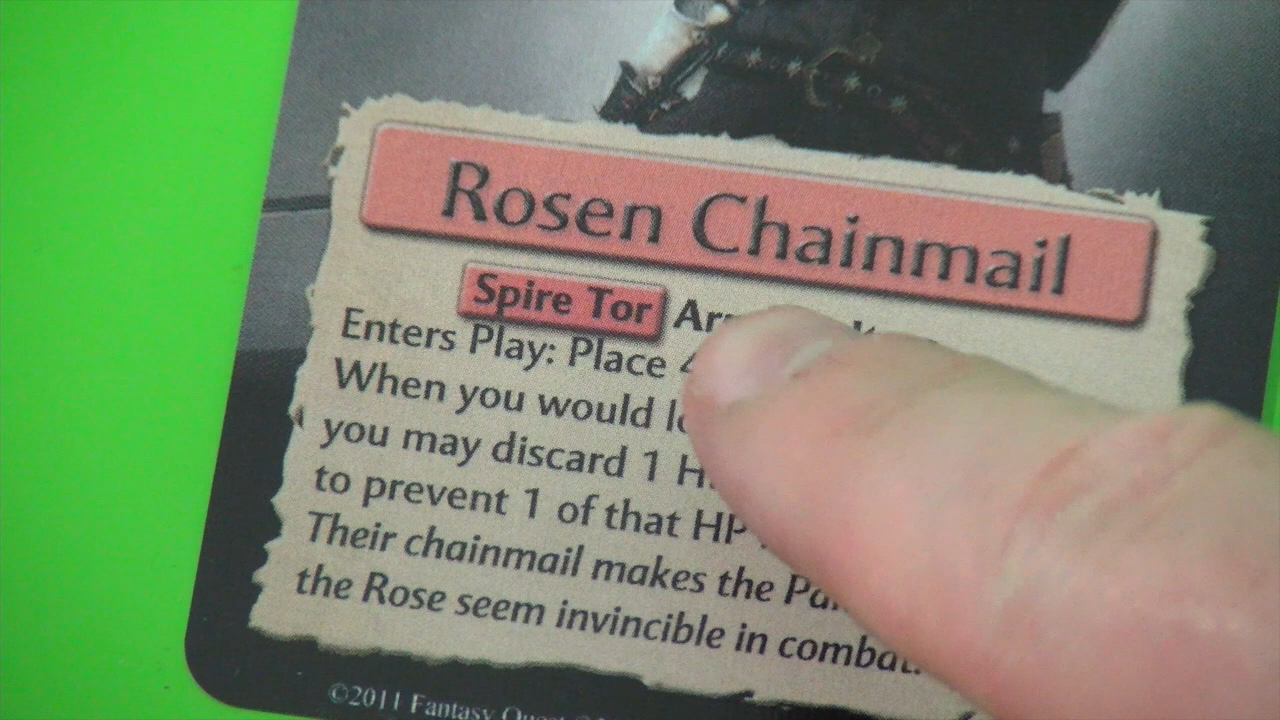 Rosen Chainmail
Spire Tor
Enters Play: Place
When you would
you may discard 1
to prevent 1 of that HP
Their chainmail makes the
the Rose seem invincible in combat.
©2011 Fantasy Quest